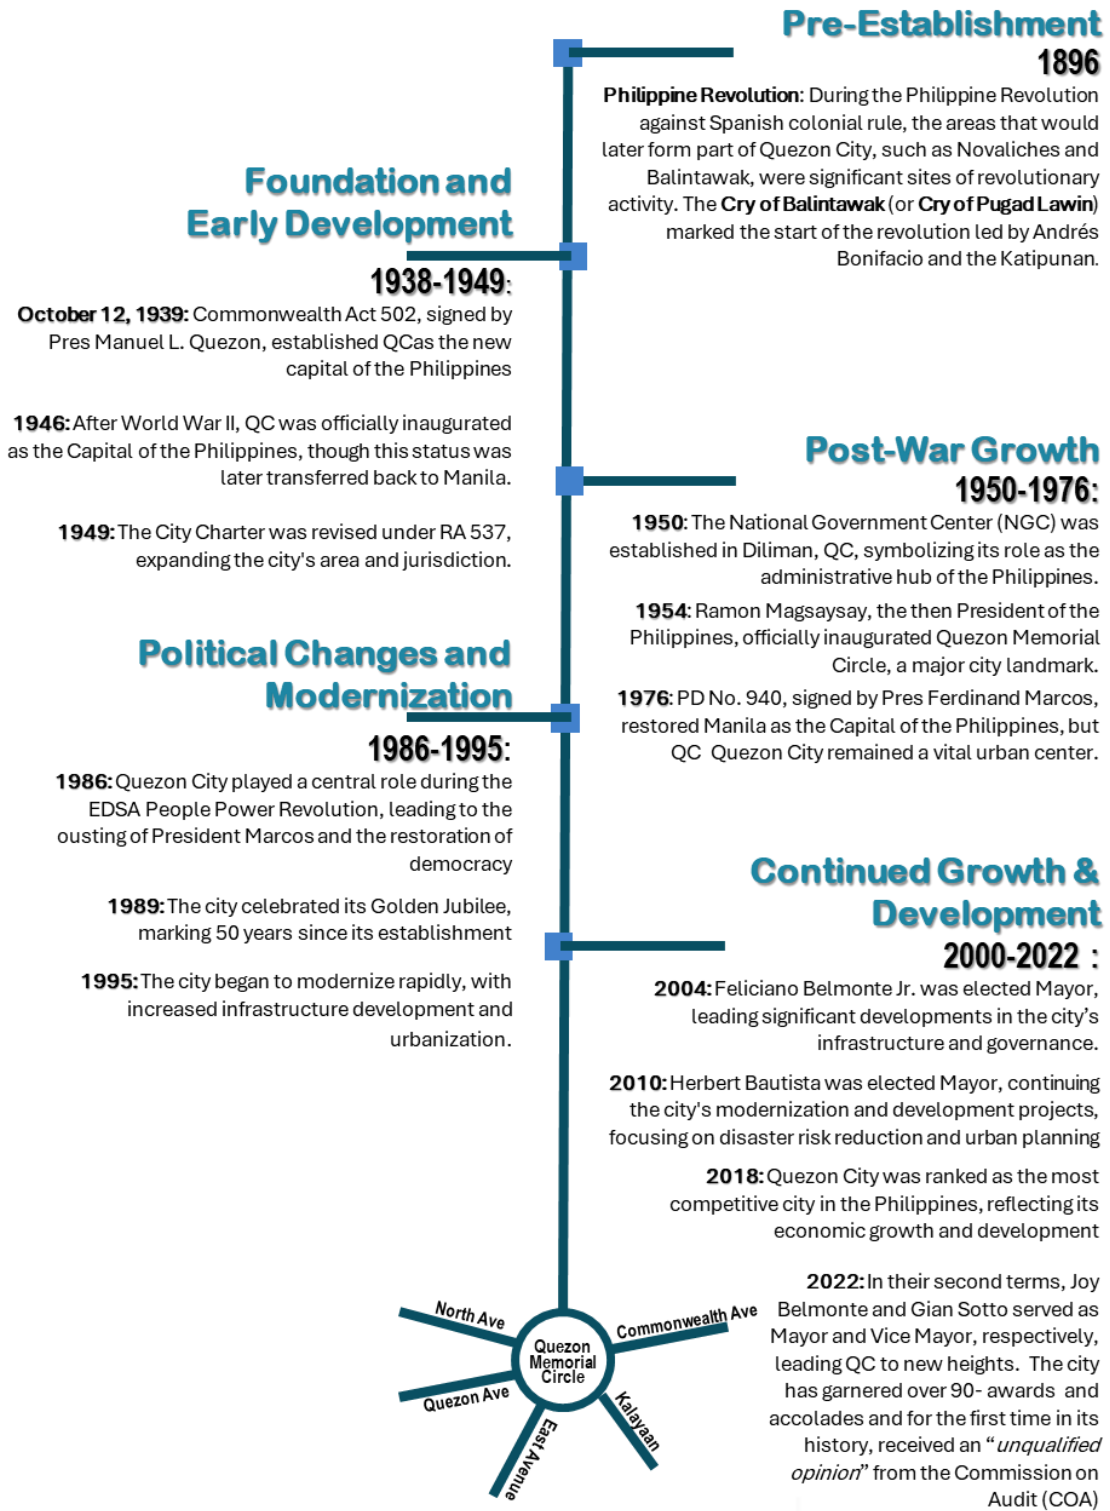 Pre-Establishment
1896
Philippine Revolution: During the Philippine Revolution
against Spanish colonial rule, the areas that would
later form part of Quezon City, such as Novaliches and
Balintawak, were significant sites of revolutionary
activity. The Cry of Balintawak (or Cry of Pugad Lawin)
marked the start of the revolution led by Andrés
Bonifacio and the Katipunan.
Foundation and
Early Development
1938-1949:
October 12, 1939: Commonwealth Act 502, signed by
Pres Manuel L. Quezon, established QCas the new
capital of the Philippines
1946: After World War II, QC was officially inaugurated
as the Capital of the Philippines, though this status was
later transferred back to Manila.
1949: The City Charter was revised under RA 537,
expanding the city's area and jurisdiction.
Post-War Growth
1950-1976:
1950: The National Government Center (NGC) was
established in Diliman, QC, symbolizing its role as the
administrative hub of the Philippines.
1954: Ramon Magsaysay, the then President of the
Philippines, officially inaugurated Quezon Memorial
Circle, a major city landmark.
1976: PD No. 940, signed by Pres Ferdinand Marcos,
restored Manila as the Capital of the Philippines, but
QC Quezon City remained a vital urban center.
Political Changes and
Modernization
1986-1995:
1986: Quezon City played a central role during the
EDSA People Power Revolution, leading to the
ousting of President Marcos and the restoration of
democracy
1989: The city celebrated its Golden Jubilee,
marking 50 years since its establishment
1995: The city began to modernize rapidly, with
increased infrastructure development and
urbanization.
Continued Growth &
Development
2000-2022 :
2004: Feliciano Belmonte Jr. was elected Mayor,
leading significant developments in the city’s
infrastructure and governance.
2010: Herbert Bautista was elected Mayor, continuing
the city's modernization and development projects,
focusing on disaster risk reduction and urban planning
2018: Quezon City was ranked as the most
competitive city in the Philippines, reflecting its
economic growth and development
2022: In their second terms, Joy
Belmonte and Gian Sotto served as
Mayor and Vice Mayor, respectively,
leading QC to new heights. The city
has garnered over 90- awards and
accolades and for the first time in its
history, received an “unqualified
opinion” from the Commission on
Audit (COA)
North Ave
Commonwealth Ave
Quezon
Memorial
Circle
Quezon Ave
East Avenue
Kalayaan